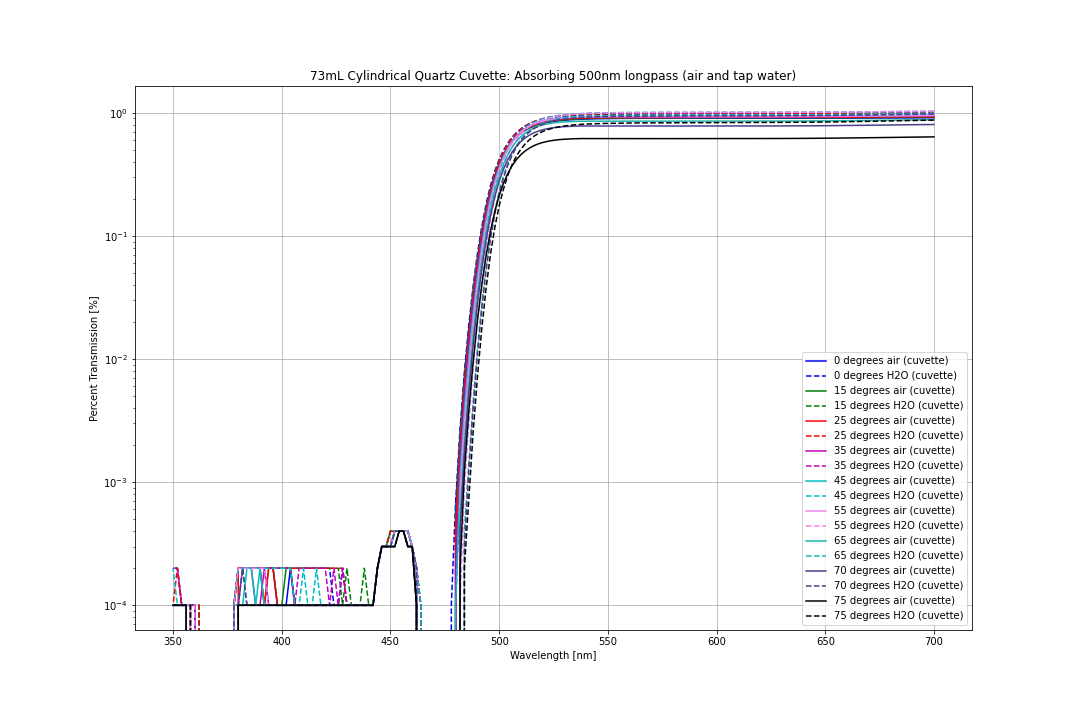 73mL Cylindrical Quartz Cuvette: Absorbing 500nm longpass (air and tap water)
Percent Transmission [%]
10⁰
10⁻¹
10⁻²
10⁻³
10⁻⁴
0 degrees air (cuvette)
0 degrees H2O (cuvette)
15 degrees air (cuvette)
15 degrees H2O (cuvette)
25 degrees air (cuvette)
25 degrees H2O (cuvette)
35 degrees air (cuvette)
35 degrees H2O (cuvette)
45 degrees air (cuvette)
45 degrees H2O (cuvette)
55 degrees air (cuvette)
55 degrees H2O (cuvette)
65 degrees air (cuvette)
65 degrees H2O (cuvette)
70 degrees air (cuvette)
70 degrees H2O (cuvette)
75 degrees air (cuvette)
75 degrees H2O (cuvette)
350 400 450 500 550 600 650 700
Wavelength [nm]